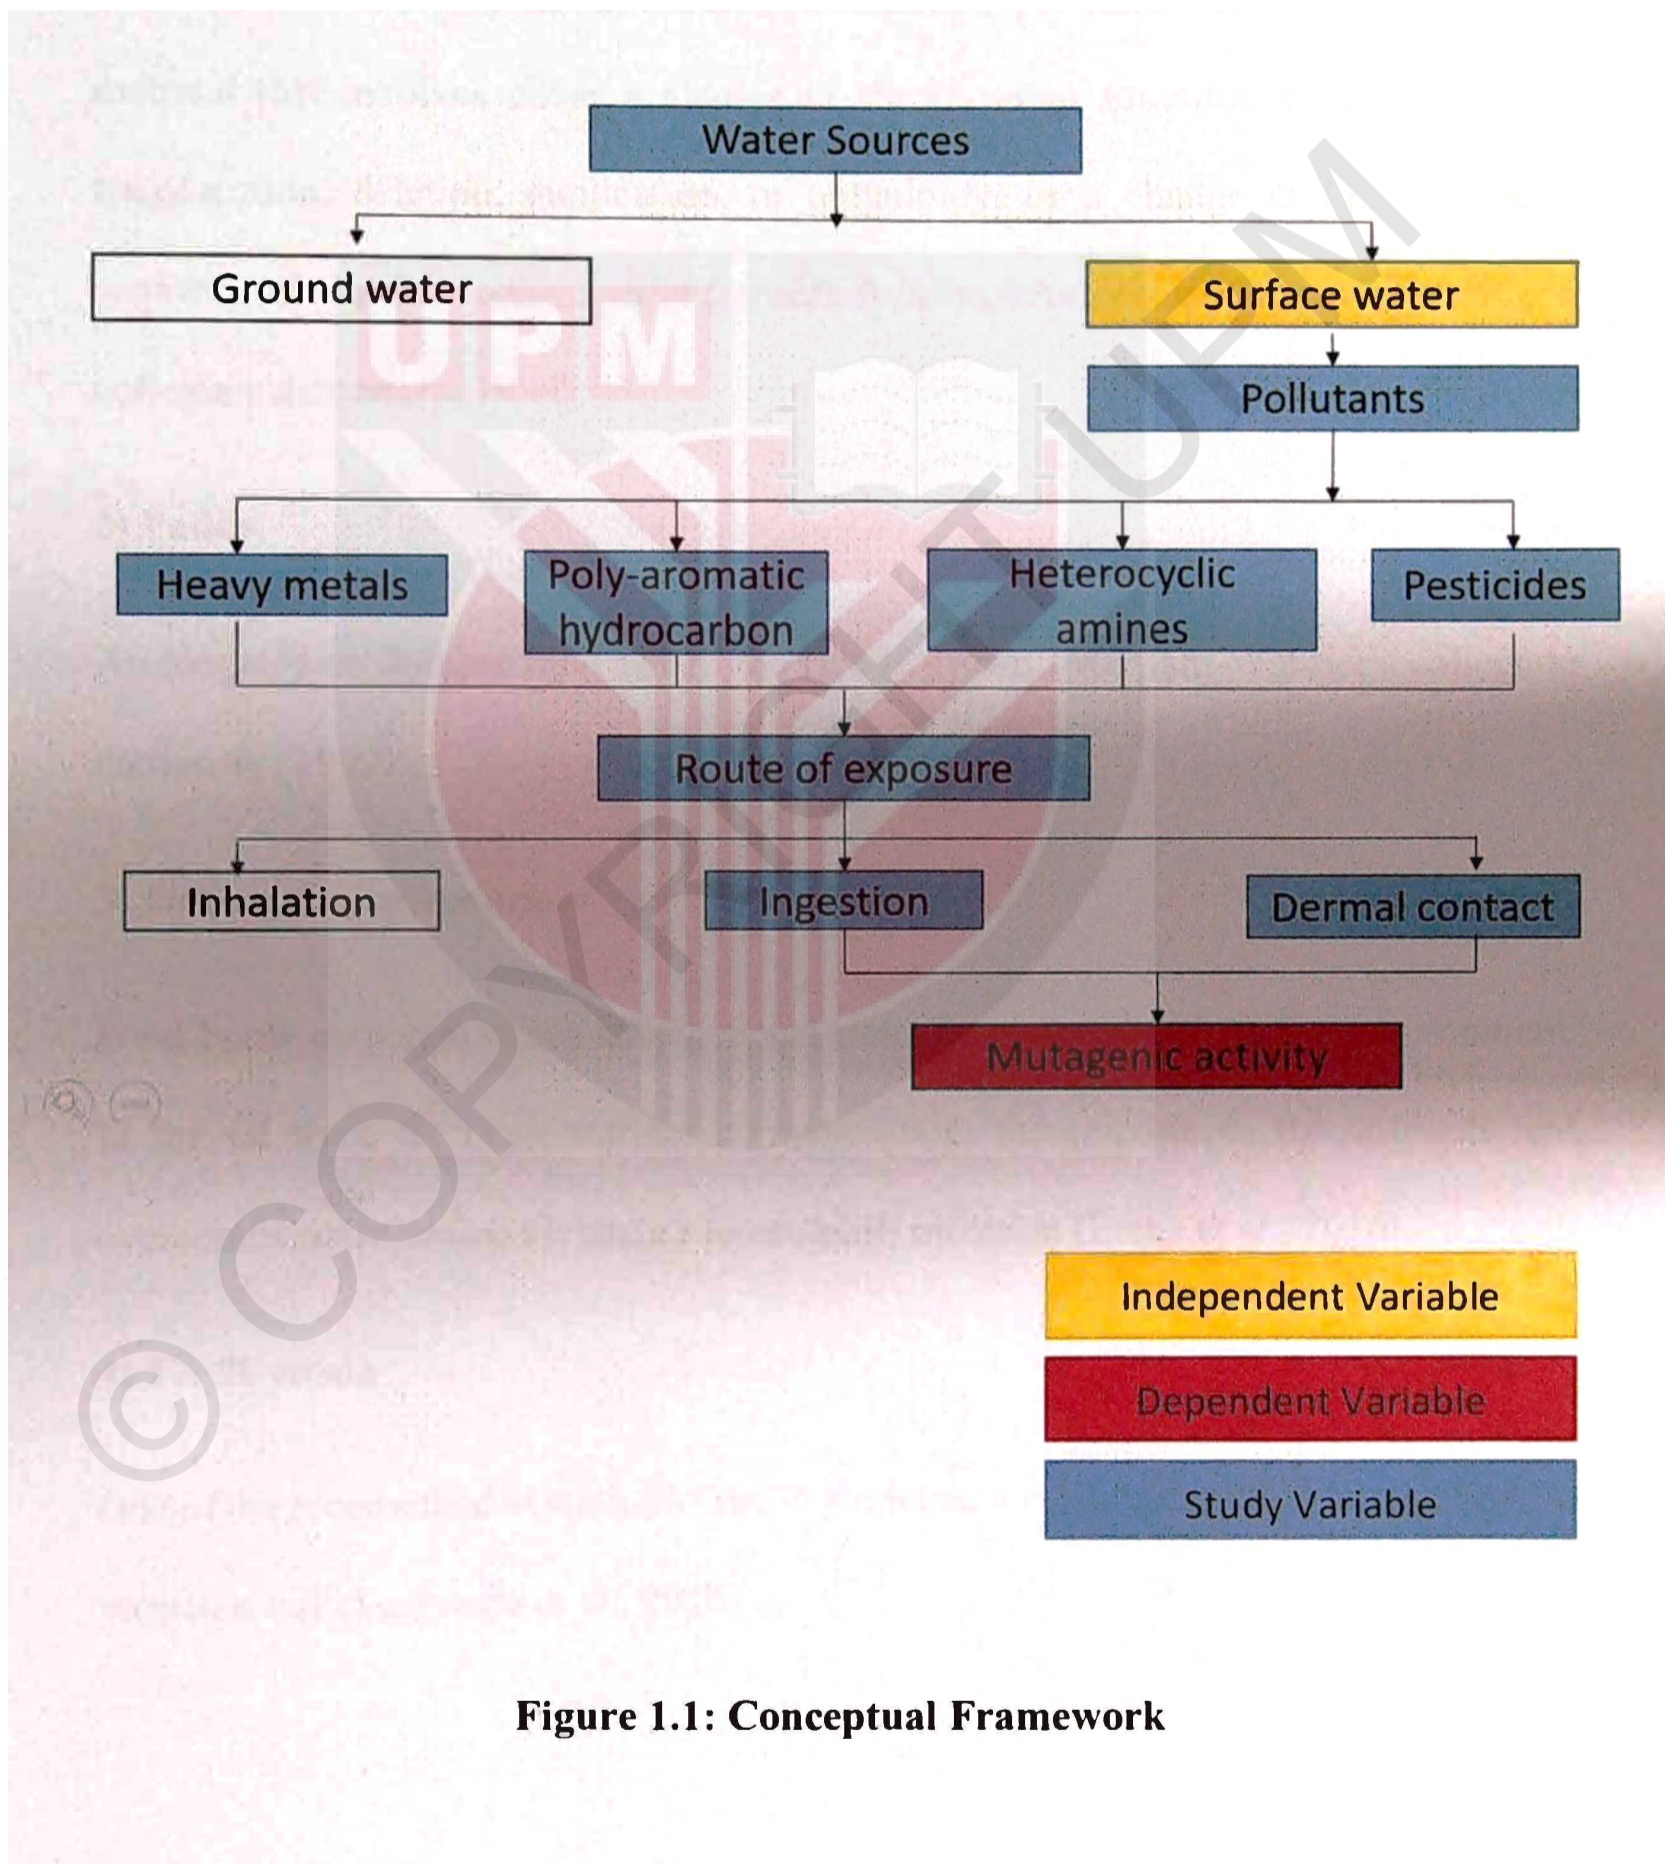 Water Sources
Ground water
Surface water
UPM
Pollutants
Heavy metals
Poly-aromatic
hydrocarbon
Heterocyclic
amines
Pesticides
Route of exposure
Inhalation
Ingestion
Dermal contact
Mutagenic activity
© COPYRIGHT UPM
Independent Variable
Dependent Variable
Study Variable
Figure 1.1: Conceptual Framework